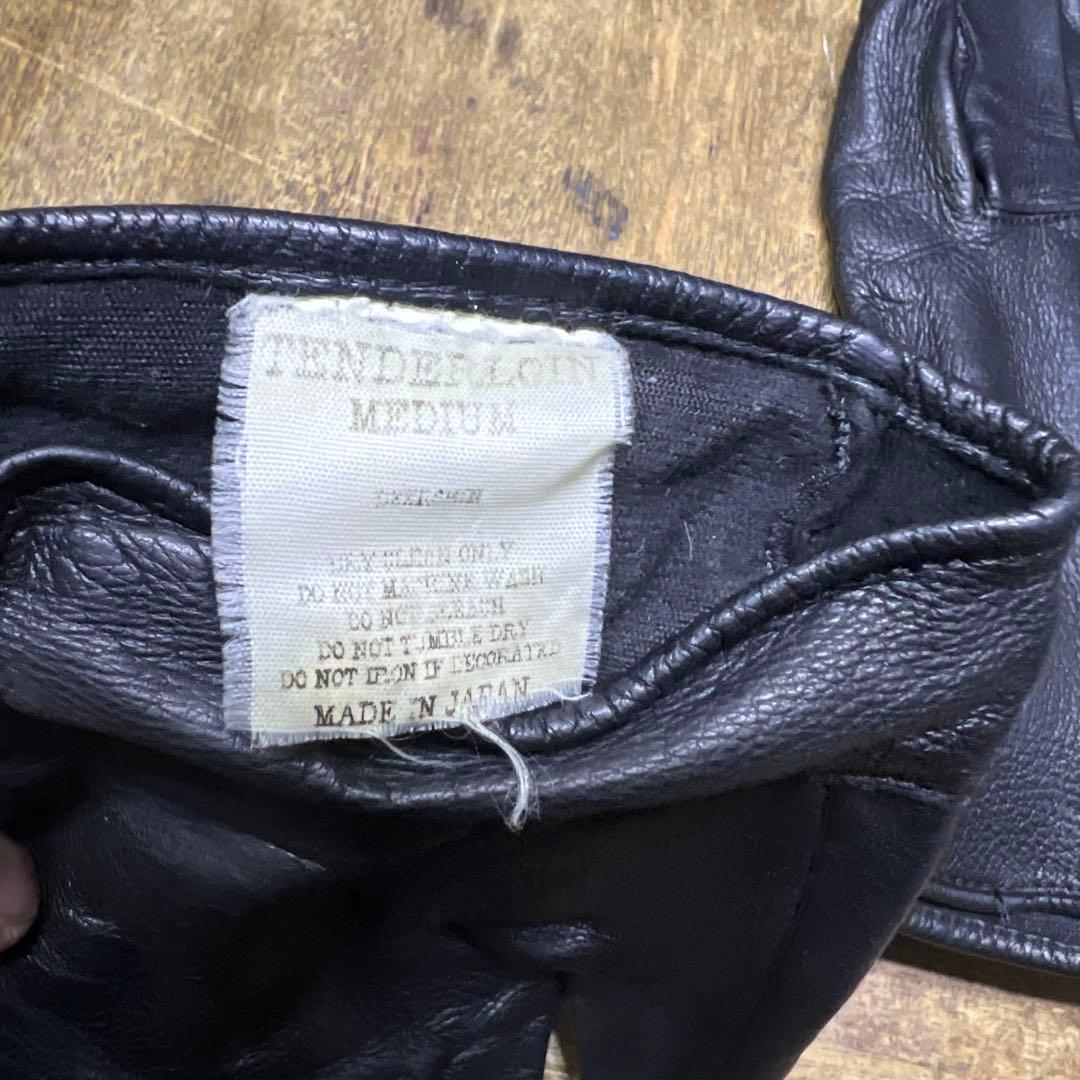 TENDERLOIN
MEDIUM
DEERSKIN
DRY CLEAN ONLY
DO NOT MACHINE WASH
DO NOT BLEACH
DO NOT TUMBLE DRY
DO NOT IRON IF DECORATED
MADE IN JAPAN